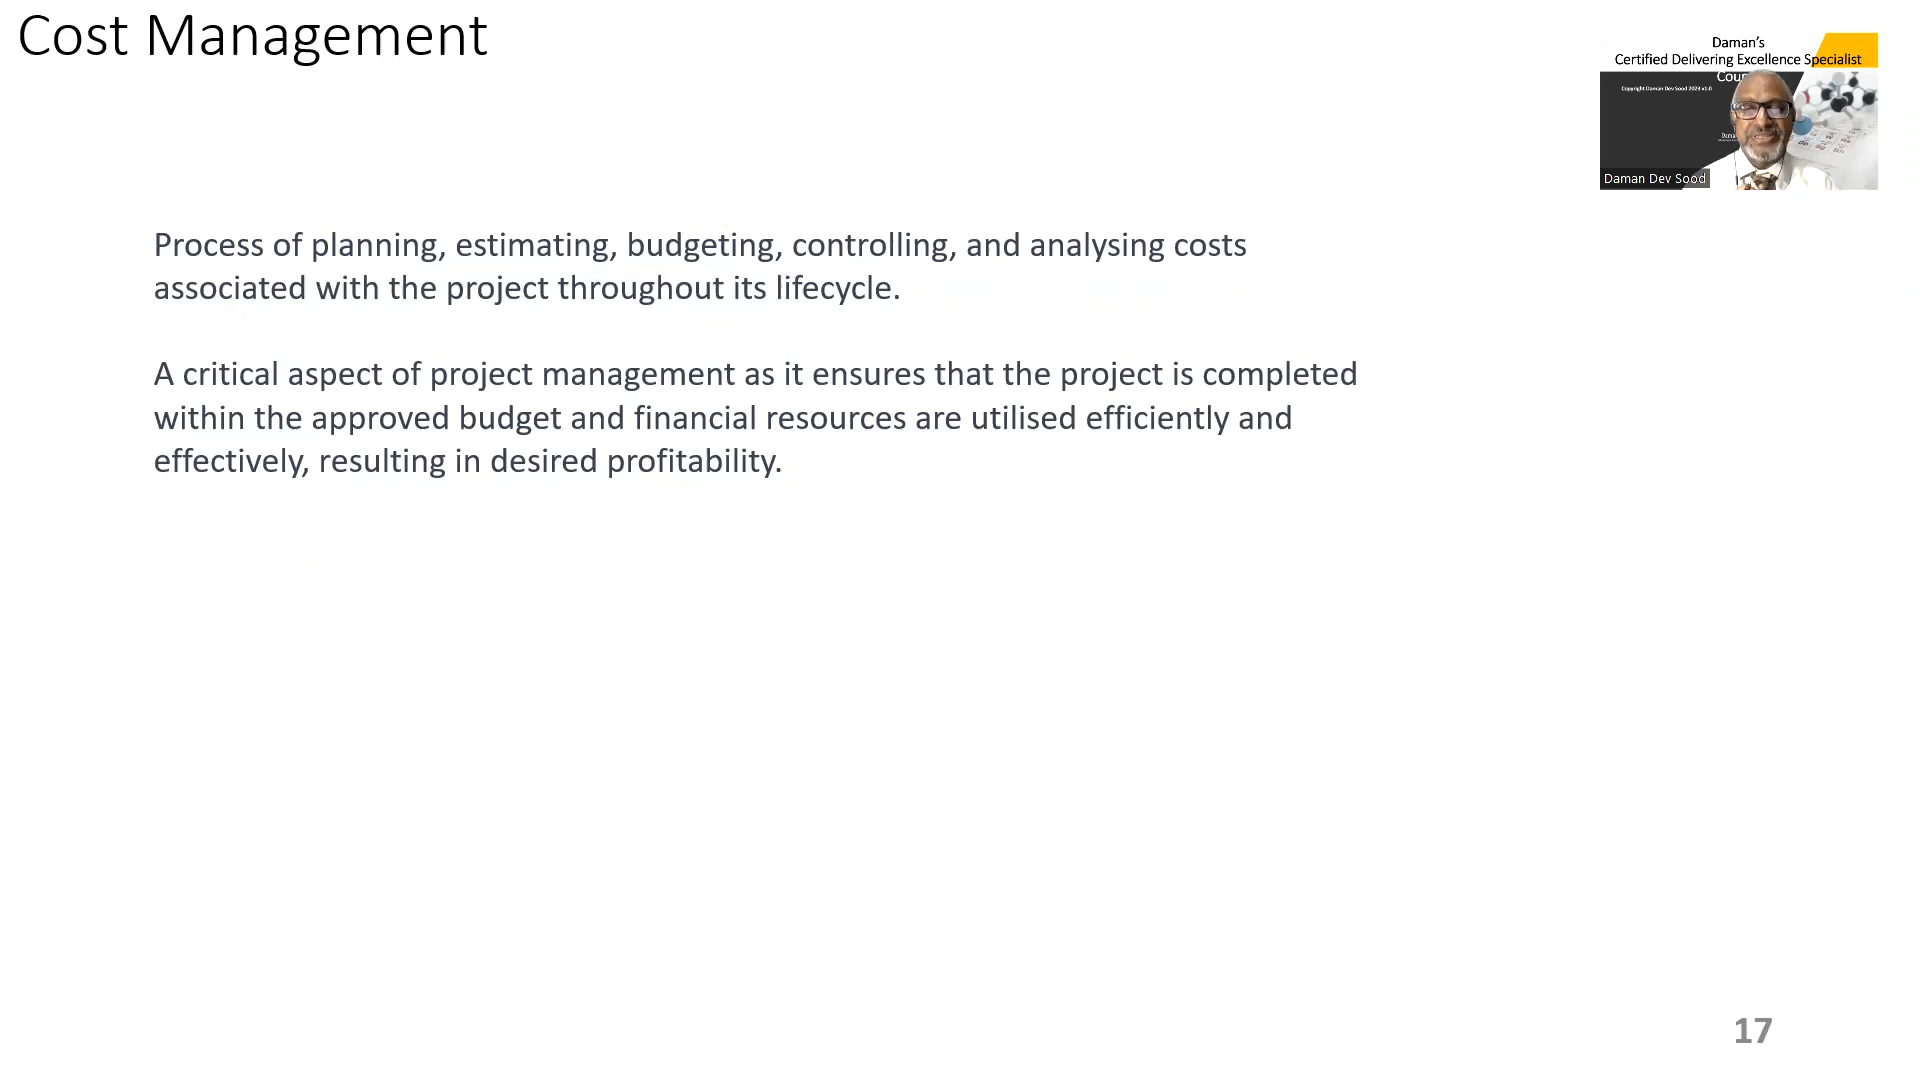 Cost Management
Daman's
Certified Delivering Excellence Specialist
Copyright Daman Dev Sood 2023 v1.0
Daman Dev Sood
Process of planning, estimating, budgeting, controlling, and analysing costs
associated with the project throughout its lifecycle.
A critical aspect of project management as it ensures that the project is completed
within the approved budget and financial resources are utilised efficiently and
effectively, resulting in desired profitability.
17